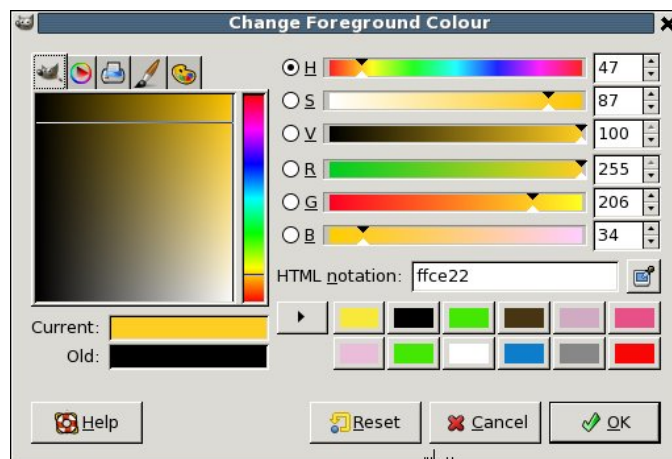 Change Foreground Colour
H 47
S 87
V 100
R 255
G 206
B 34
HTML notation: ffce22
Current:
Old:
Help Reset Cancel OK